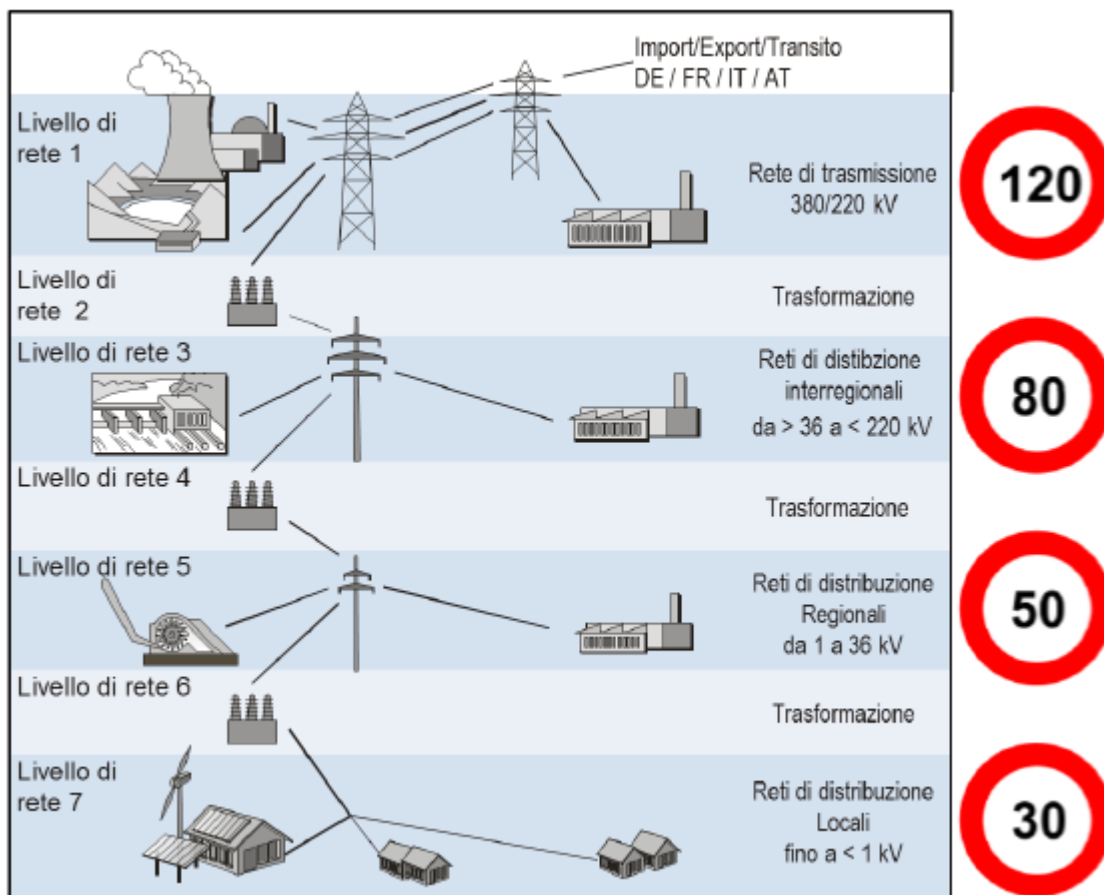 Import/Export/Transito
DE / FR / IT / AT
Livello di
rete 1
Rete di trasmissione
380/220 kV
120
Livello di
rete 2
Trasformazione
Livello di rete 3
Reti di distibzione
interregionali
da > 36 a < 220 kV
80
Livello di rete 4
Trasformazione
Livello di rete 5
Reti di distribuzione
Regionali
da 1 a 36 kV
50
Livello di rete 6
Trasformazione
Livello di
rete 7
Reti di distribuzione
Locali
fino a < 1 kV
30